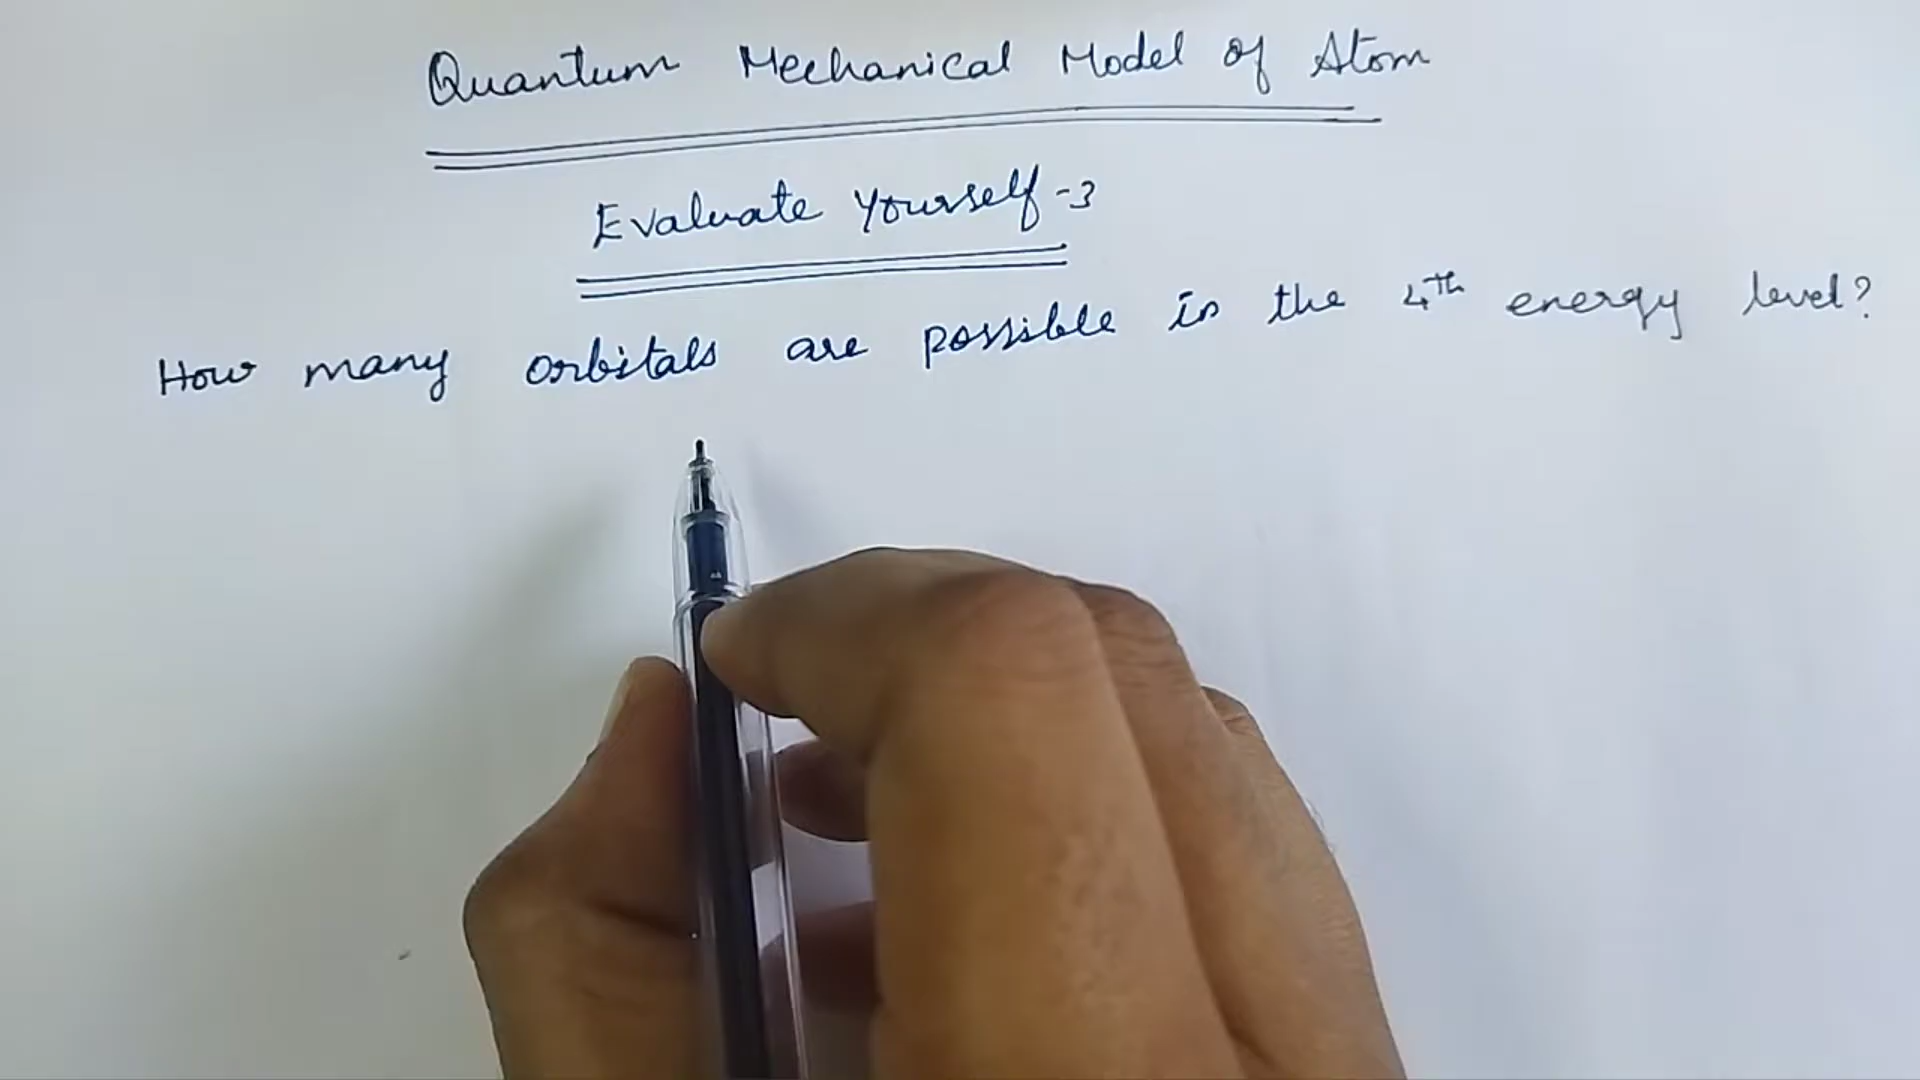 Quantum Mechanical Model of Atom
Evaluate Yourself -3
How many orbitals are possible in the 4th energy level?